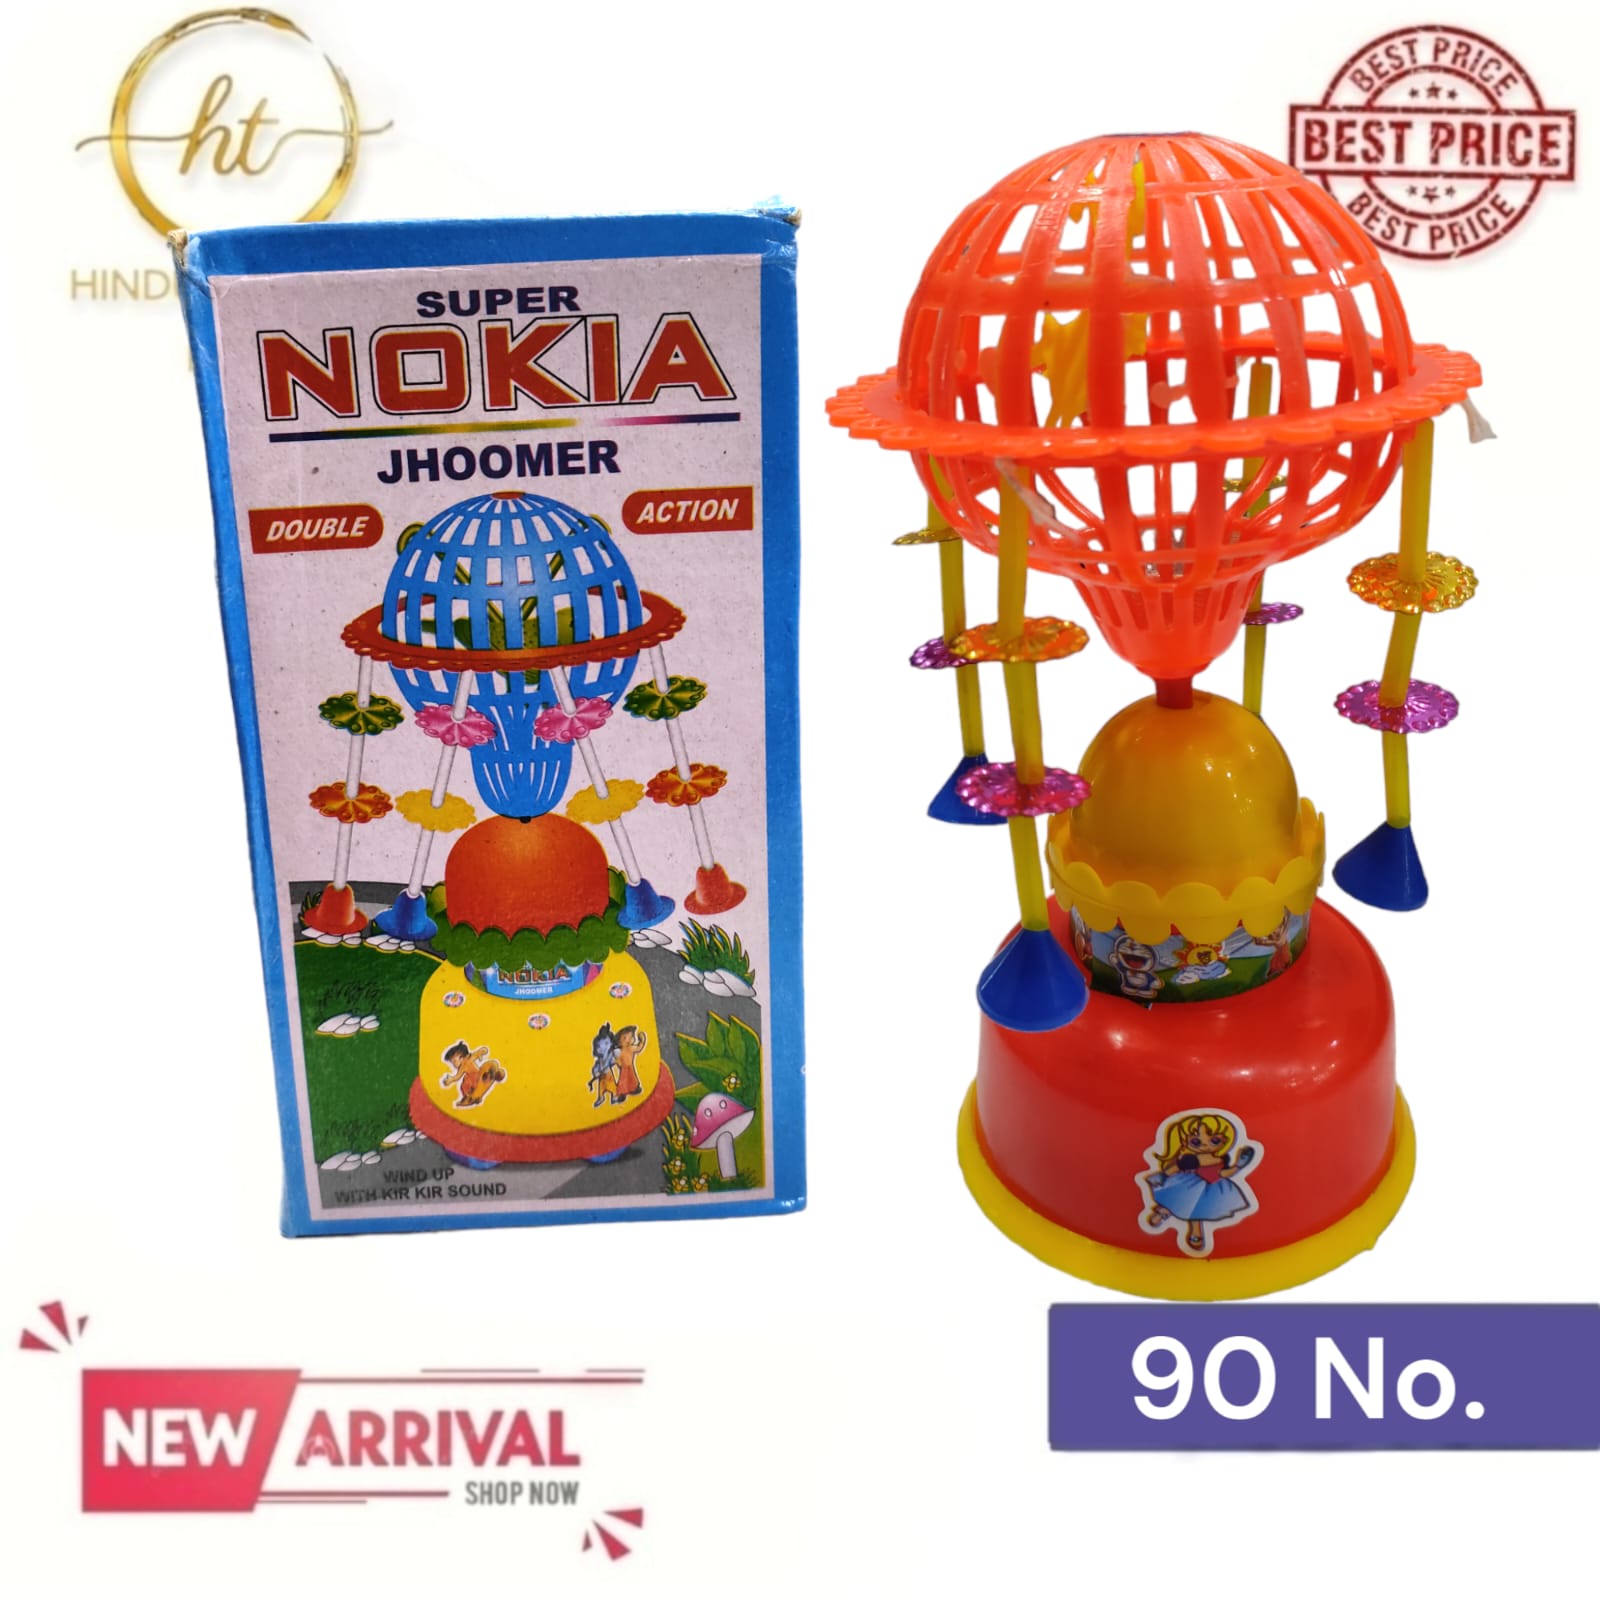 ht
HIND
BEST PRICE
BEST PRICE
BEST PRICE
SUPER
NOKIA
JHOOMER
DOUBLE
ACTION
NOKIA
JHOOMER
WIND UP
WITH KIR KIR SOUND
90 No.
NEW ARRIVAL
SHOP NOW